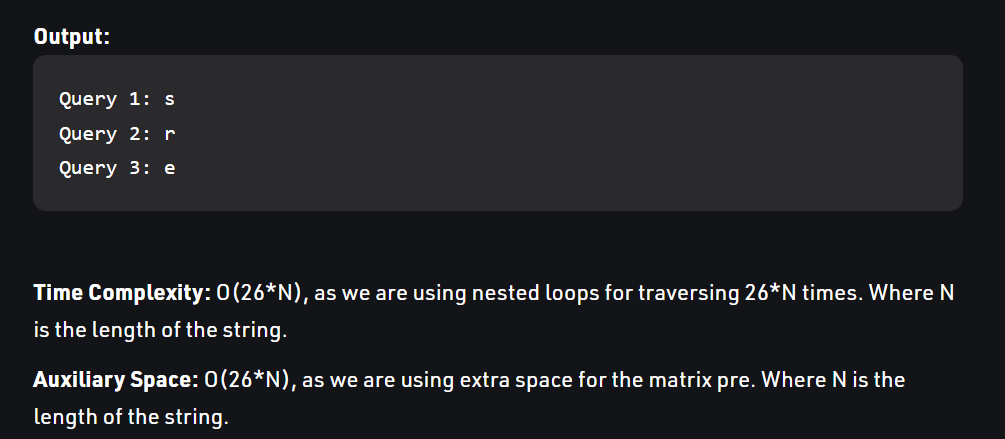 Output:
Query 1: s
Query 2: r
Query 3: e
Time Complexity: O(26*N), as we are using nested loops for traversing 26*N times. Where N
is the length of the string.
Auxiliary Space: O(26*N), as we are using extra space for the matrix pre. Where N is the
length of the string.